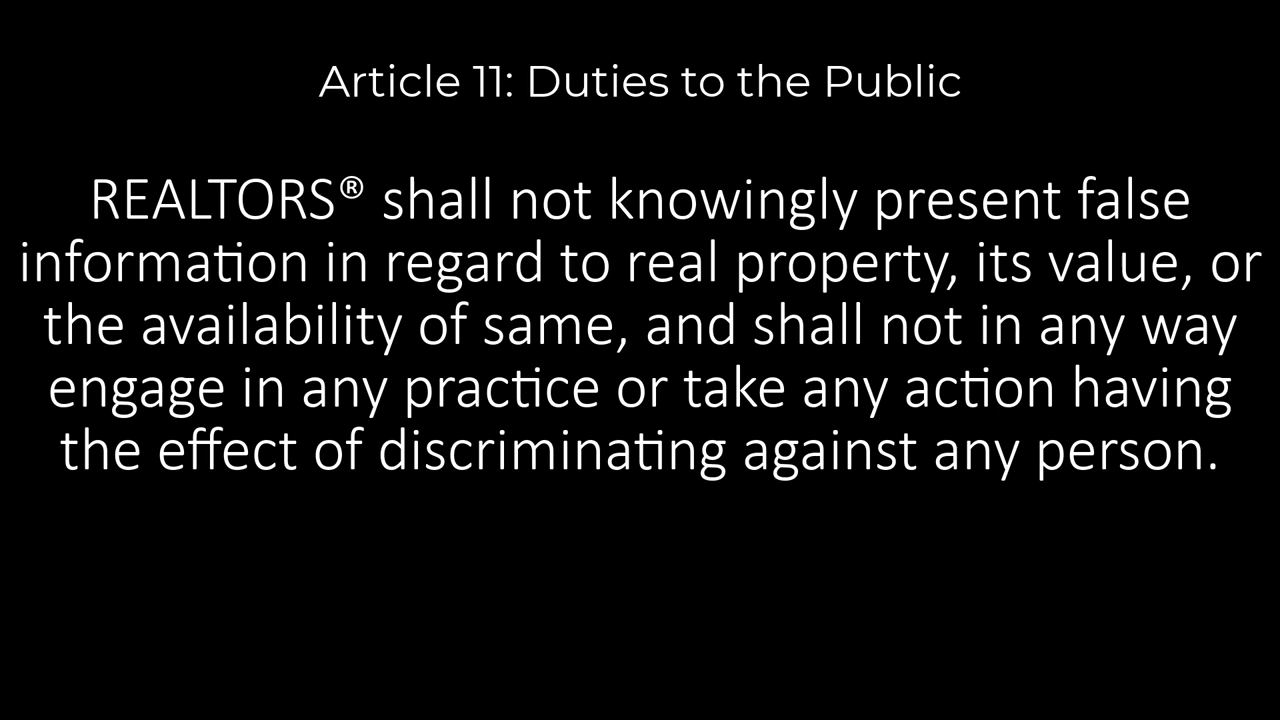 Article 11: Duties to the Public
REALTORS® shall not knowingly present false
information in regard to real property, its value, or
the availability of same, and shall not in any way
engage in any practice or take any action having
the effect of discriminating against any person.